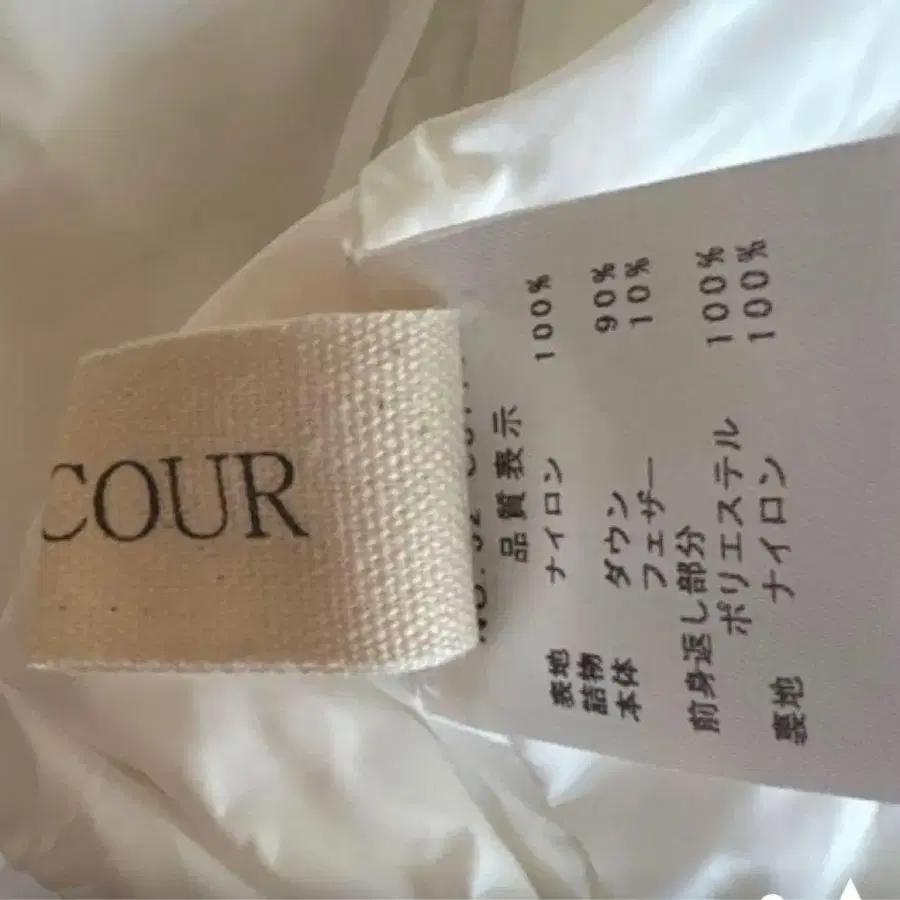 COUR
品質表示
表地 ナイロン 100%
詰物
本体 ダウン 90%
フェザー 10%
前身返し部分
ポリエステル 100%
裏地 ナイロン 100%